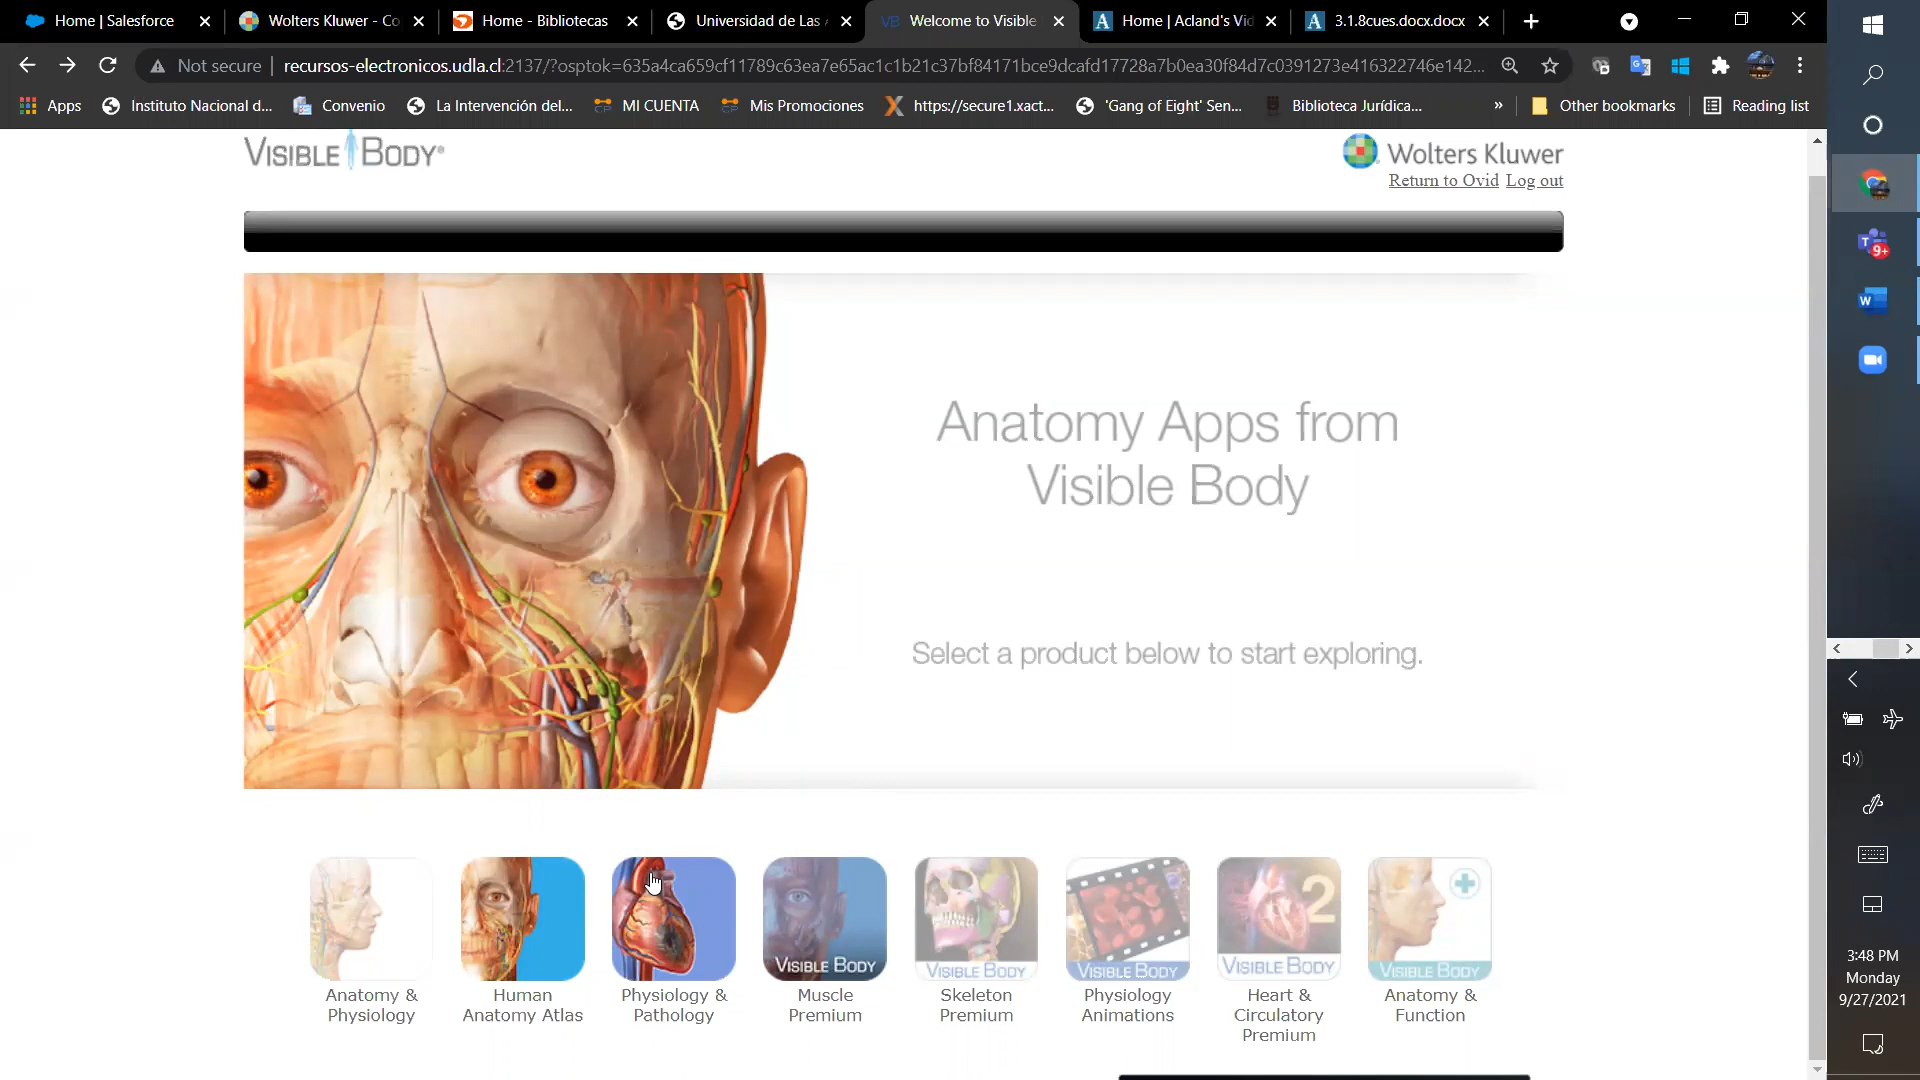 Home | Salesforce
Wolters Kluwer - Co
Home - Bibliotecas
Universidad de Las
VB Welcome to Visible
A Home | Acland's Vid
A 3.1.8cues.docx.docx
Not secure | recursos-electronicos.udla.cl:2137/?osptok=635a4ca659cf11789c63ea7e65ac1c1b21c37bf84171bce9dcafd17728a7b0ea30f84d7c0391273e416322746e142...
Apps
Instituto Nacional d...
Convenio
La Intervención del...
MI CUENTA
Mis Promociones
https://secure1.xact...
'Gang of Eight' Sen...
Biblioteca Jurídica...
»
Other bookmarks
Reading list
VISIBLE BODY®
Wolters Kluwer
Return to Ovid Log out
Anatomy Apps from
Visible Body
Select a product below to start exploring.
VISIBLE BODY
VISIBLE BODY
VISIBLE BODY
2
VISIBLE BODY
VISIBLE BODY
Anatomy &
Physiology
Human
Anatomy Atlas
Physiology &
Pathology
Muscle
Premium
Skeleton
Premium
Physiology
Animations
Heart &
Circulatory
Premium
Anatomy &
Function
9+
W
3:48 PM
Monday
9/27/2021